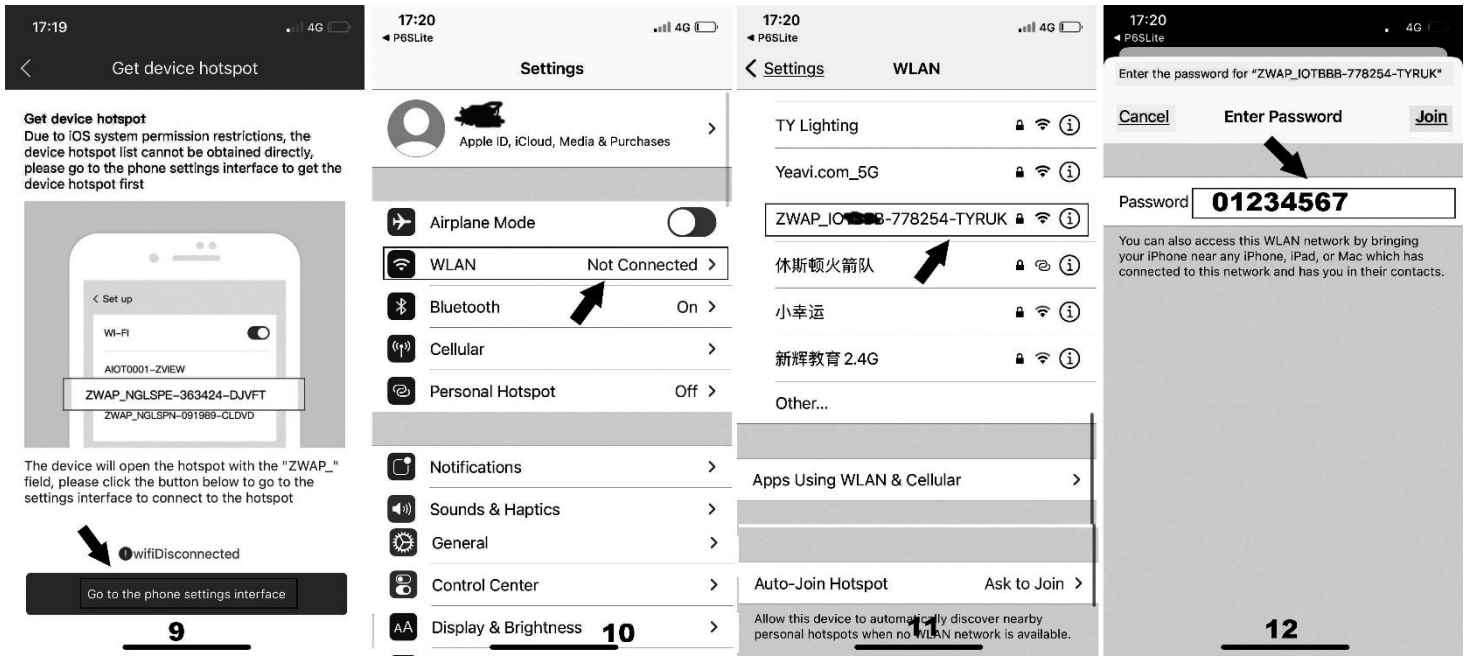 17:19
4G
Get device hotspot
Get device hotspot
Due to iOS system permission restrictions, the
device hotspot list cannot be obtained directly,
please go to the phone settings interface to get the
device hotspot first
< Set up
WI-FI
AIOT0001-ZVIEW
ZWAP_NGLSPE-363424-DJVFT
ZWAP_NGLSPN-091989-CLDVD
The device will open the hotspot with the "ZWAP_"
field, please click the button below to go to the
settings interface to connect to the hotspot
wifiDisconnected
Go to the phone settings interface
9
17:20
4G
◄ P6SLite
Settings
Apple ID, iCloud, Media & Purchases
Airplane Mode
WLAN Not Connected
Bluetooth On
Cellular
Personal Hotspot Off
Notifications
Sounds & Haptics
General
Control Center
AA Display & Brightness
10
17:20
4G
◄ P6SLite
Settings WLAN
TY Lighting
Yeavi.com_5G
ZWAP_IO B-778254-TYRUK
休斯顿火箭队
小幸运
新辉教育 2.4G
Other...
Apps Using WLAN & Cellular
Auto-Join Hotspot Ask to Join
Allow this device to automatically discover nearby
personal hotspots when no WLAN network is available.
11
17:20
4G
◄ P6SLite
Enter the password for “ZWAP_IOTBBB-778254-TYRUK”
Cancel Enter Password Join
Password 01234567
You can also access this WLAN network by bringing
your iPhone near any iPhone, iPad, or Mac which has
connected to this network and has you in their contacts.
12